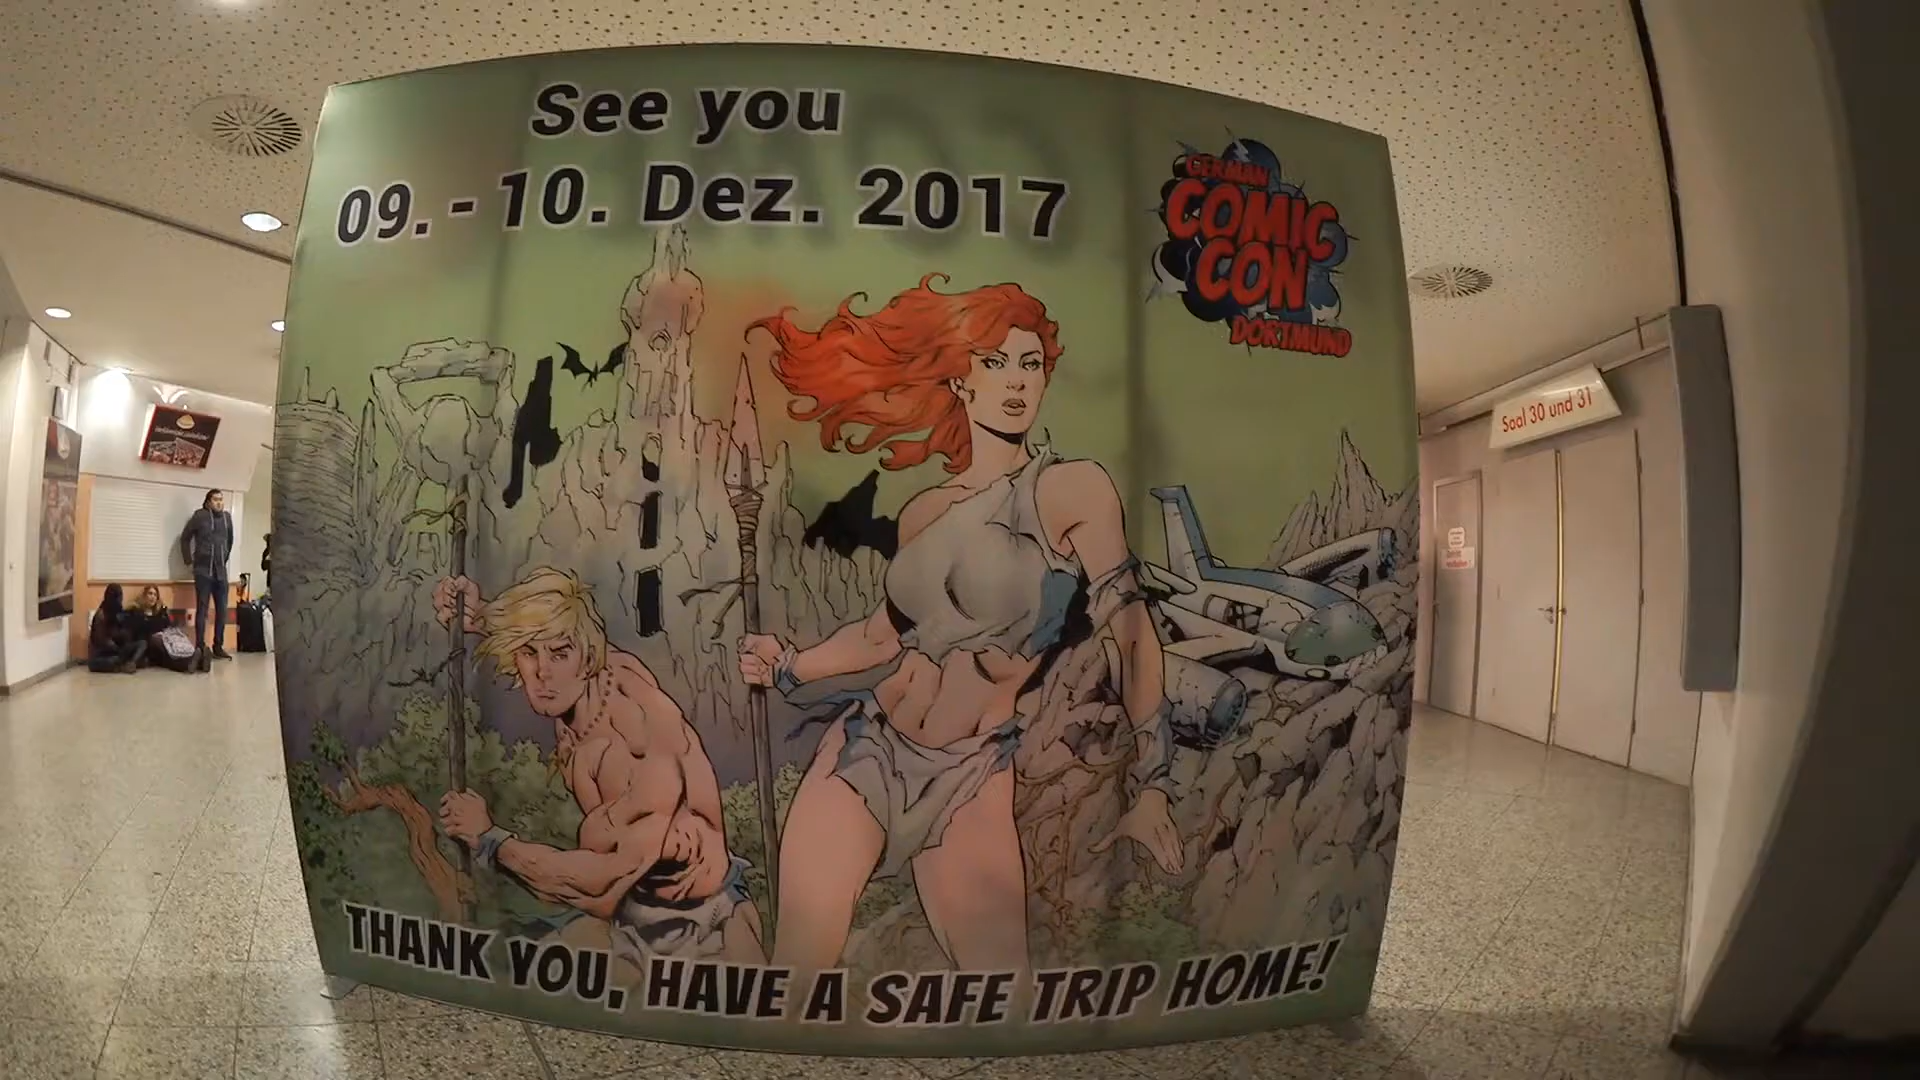 See you
09. - 10. Dez. 2017
GERMAN
COMIC
CON
DORTMUND
Saal 30 und 31
THANK YOU, HAVE A SAFE TRIP HOME!